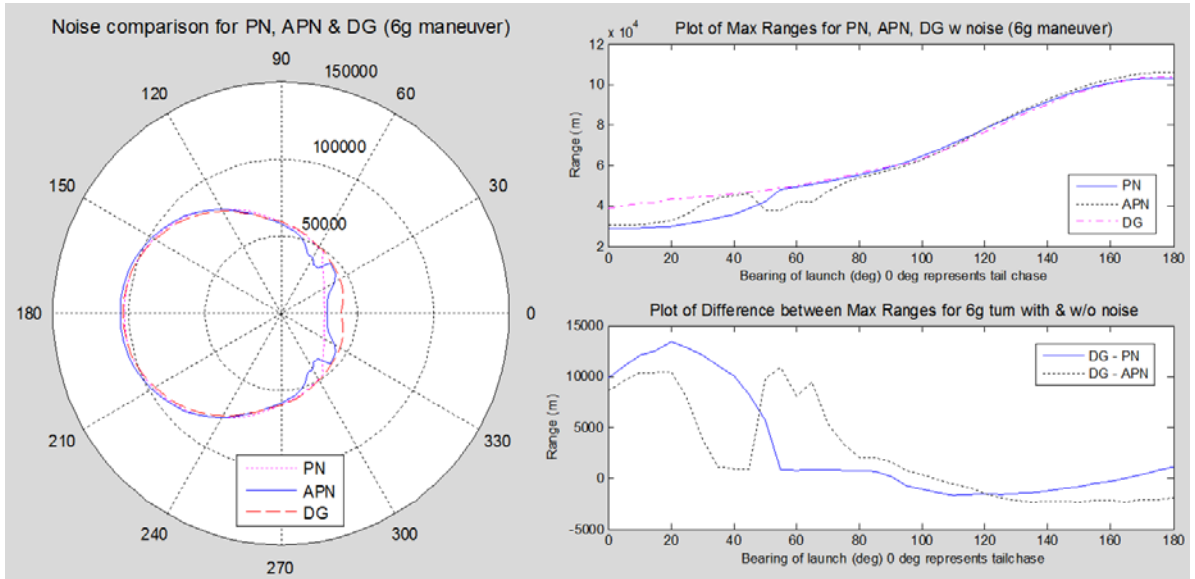 Noise comparison for PN, APN & DG (6g maneuver)
90
150000
120
60
100000
150
30
50000
180
0
210
330
PN
APN
DG
240
300
270
Plot of Max Ranges for PN, APN, DG w noise (6g maneuver)
x 10^4
12
10
8
6
4
2
Range (m)
PN
APN
DG
0 20 40 60 80 100 120 140 160 180
Bearing of launch (deg) 0 deg represents tail chase
Plot of Difference between Max Ranges for 6g turn with & w/o noise
15000
10000
5000
0
-5000
Range (m)
DG - PN
DG - APN
0 20 40 60 80 100 120 140 160 180
Bearing of launch (deg) 0 deg represents tailchase